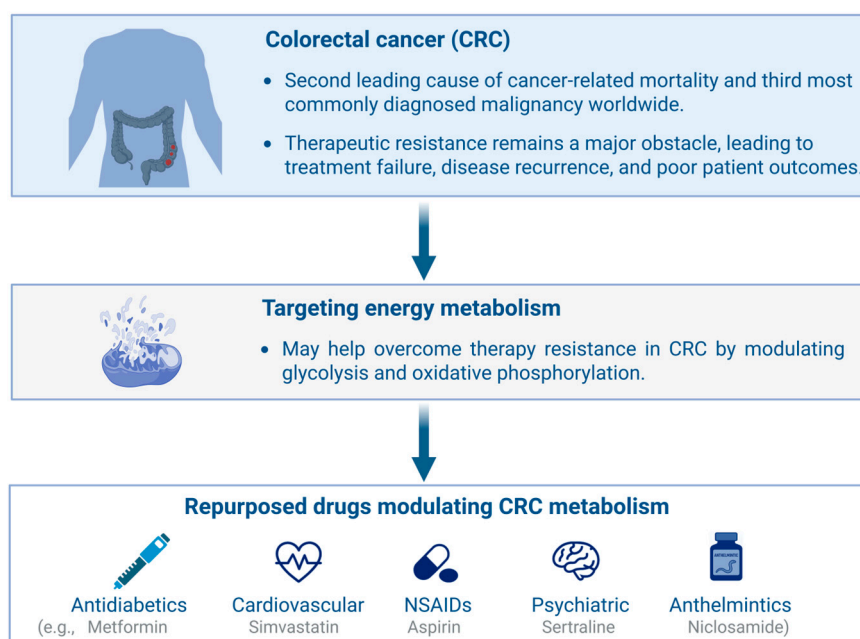 Colorectal cancer (CRC)
• Second leading cause of cancer-related mortality and third most
commonly diagnosed malignancy worldwide.
• Therapeutic resistance remains a major obstacle, leading to
treatment failure, disease recurrence, and poor patient outcomes.
Targeting energy metabolism
• May help overcome therapy resistance in CRC by modulating
glycolysis and oxidative phosphorylation.
Repurposed drugs modulating CRC metabolism
Antidiabetics Cardiovascular NSAIDs Psychiatric Anthelmintics
(e.g., Metformin Simvastatin Aspirin Sertraline Niclosamide)